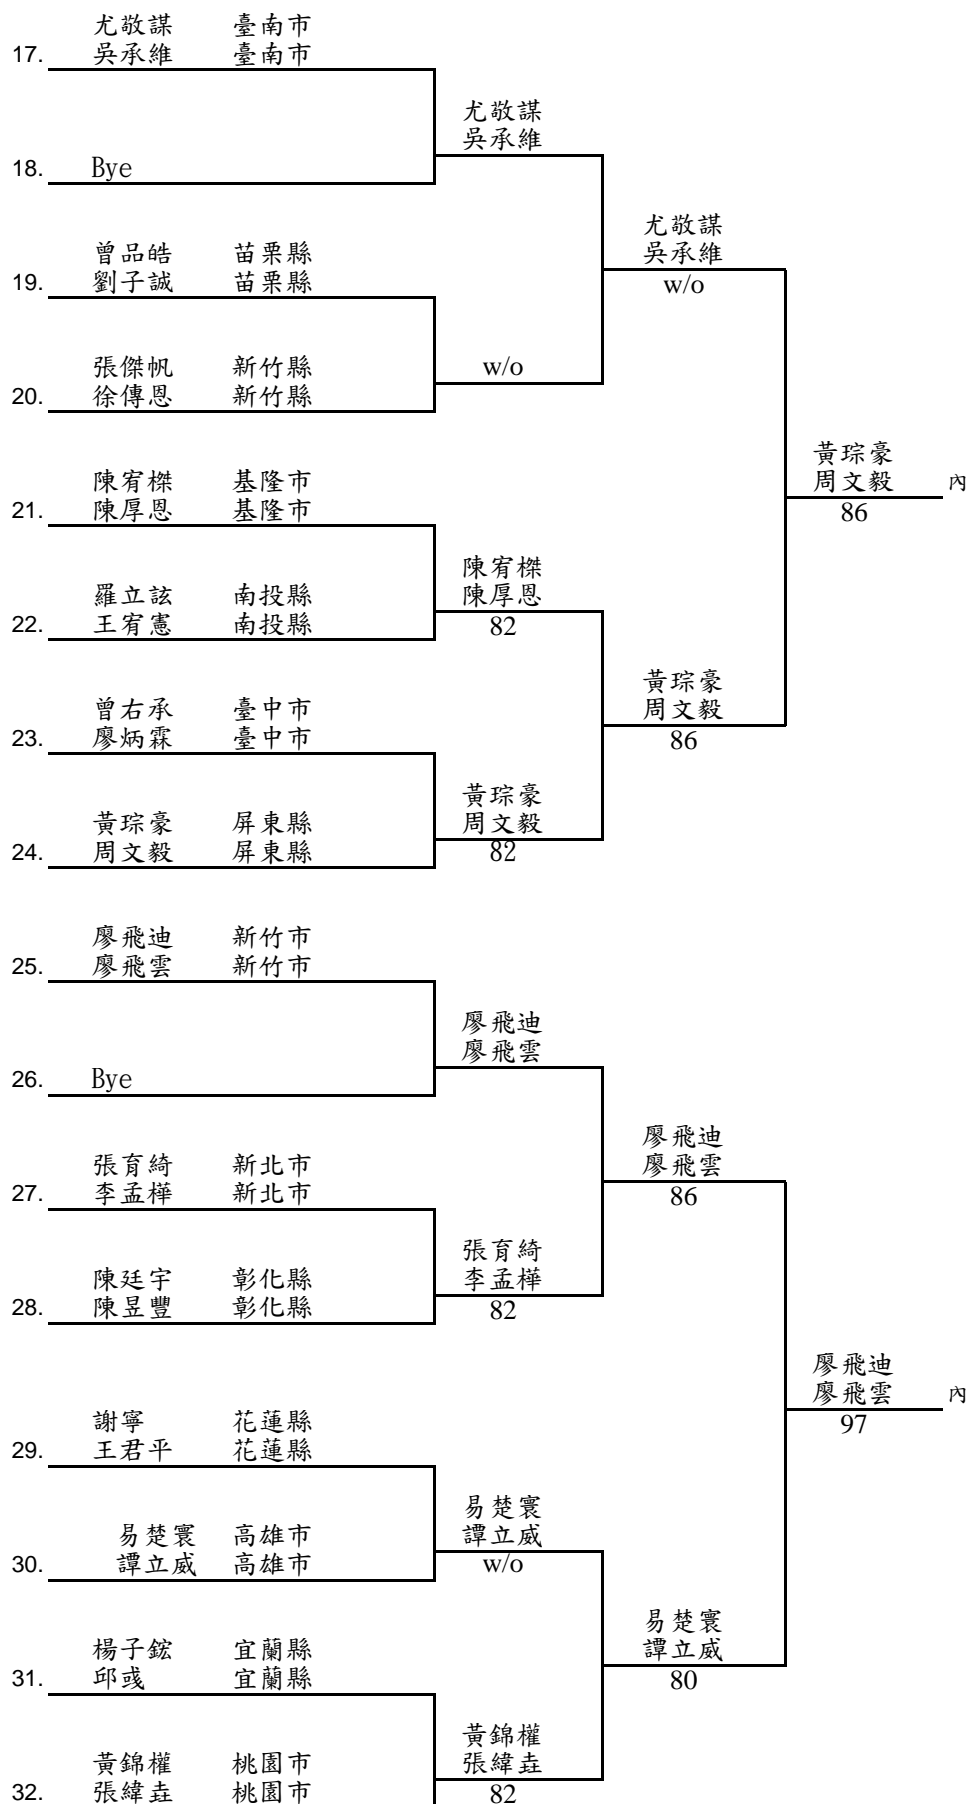 尤敬謀 臺南市
17. 吳承維 臺南市
尤敬謀
吳承維
18. Bye
尤敬謀
曾品皓 苗栗縣
吳承維
19. 劉子誠 苗栗縣
w/o
張傑帆 新竹縣
w/o
20. 徐傳恩 新竹縣
黃琮豪
陳宥榤 基隆市
周文毅 內
21. 陳厚恩 基隆市
86
陳宥榤
羅立詃 南投縣
陳厚恩
22. 王宥憲 南投縣
82
黃琮豪
曾右承 臺中市
周文毅
23. 廖炳霖 臺中市
86
黃琮豪
黃琮豪 屏東縣
周文毅
24. 周文毅 屏東縣
82
廖飛迪 新竹市
25. 廖飛雲 新竹市
廖飛迪
廖飛雲
26. Bye
廖飛迪
張育綺 新北市
廖飛雲
27. 李孟樺 新北市
86
張育綺
陳廷宇 彰化縣
李孟樺
28. 陳昱豐 彰化縣
82
廖飛迪
廖飛雲 內
謝寧 花蓮縣
97
29. 王君平 花蓮縣
易楚寰
易楚寰 高雄市
譚立威
30. 譚立威 高雄市
w/o
易楚寰
楊子鋐 宜蘭縣
譚立威
31. 邱彧 宜蘭縣
80
黃錦權
黃錦權 桃園市
張緯垚
32. 張緯垚 桃園市
82